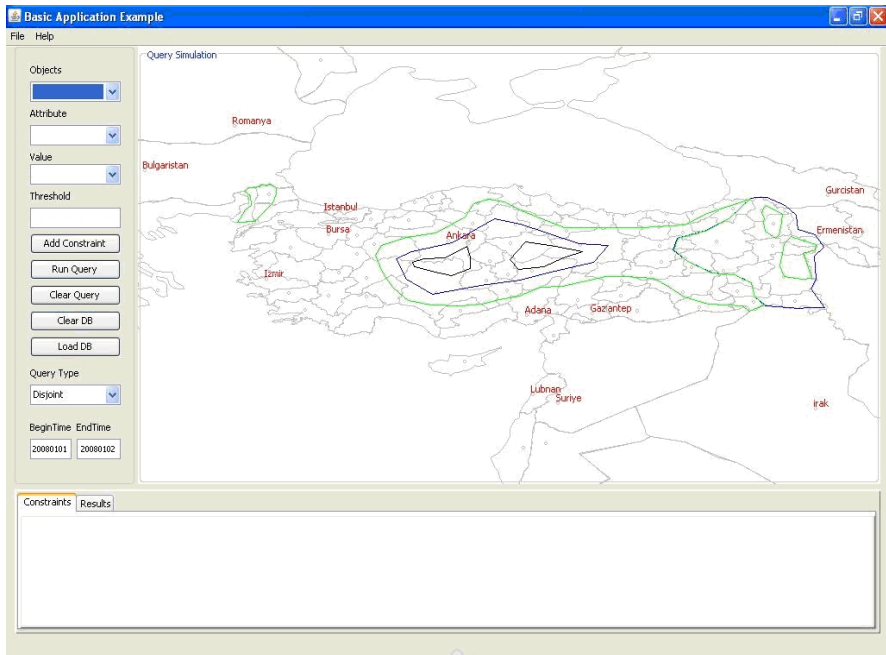 Basic Application Example
File Help
Objects
Attribute
Value
Threshold
Add Constraint
Run Query
Clear Query
Clear DB
Load DB
Query Type
Disjoint
BeginTime EndTime
20080101 20080102
Query Simulation
Romanya
Bulgaristan
Gurcistan
Istanbul
Bursa
Ankara
Ermenistan
Izmir
Adana
Gaziantep
Lubnan
Suriye
irak
Constraints Results